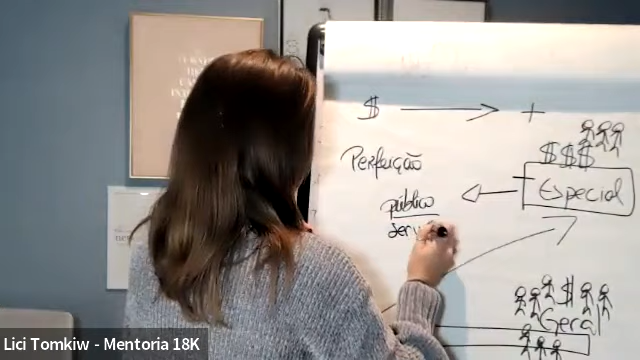 $ → +
Perfeição
$$$
+ Especial
público
$
Geral
Lici Tomkiw - Mentoria 18K